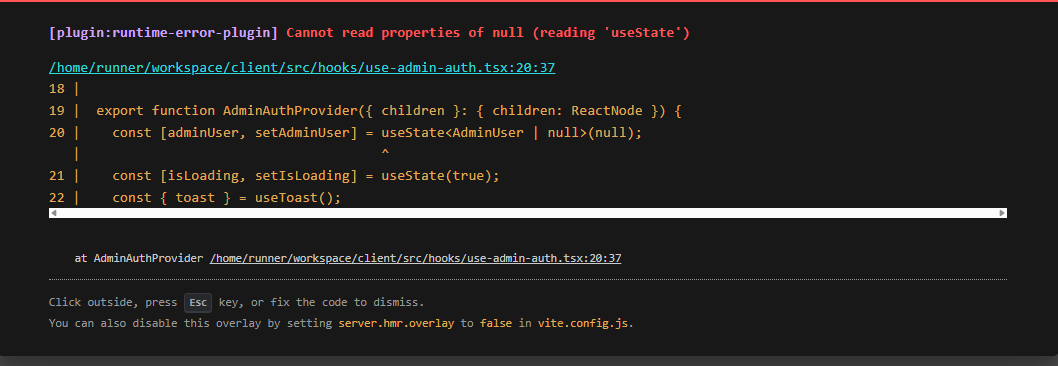 [plugin:runtime-error-plugin] Cannot read properties of null (reading 'useState')
/home/runner/workspace/client/src/hooks/use-admin-auth.tsx:20:37
18 |
19 |  export function AdminAuthProvider({ children }: { children: ReactNode }) {
20 |    const [adminUser, setAdminUser] = useState<AdminUser | null>(null);
   |                                      ^
21 |    const [isLoading, setIsLoading] = useState(true);
22 |    const { toast } = useToast();
at AdminAuthProvider /home/runner/workspace/client/src/hooks/use-admin-auth.tsx:20:37
Click outside, press Esc key, or fix the code to dismiss.
You can also disable this overlay by setting server.hmr.overlay to false in vite.config.js.